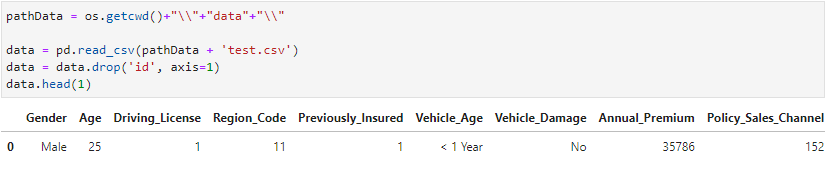 pathData = os.getcwd()+"\\"+"data"+"\\"
data = pd.read_csv(pathData + 'test.csv')
data = data.drop('id', axis=1)
data.head(1)
Gender Age Driving_License Region_Code Previously_Insured Vehicle_Age Vehicle_Damage Annual_Premium Policy_Sales_Channel
0 Male 25 1 11 1 < 1 Year No 35786 152